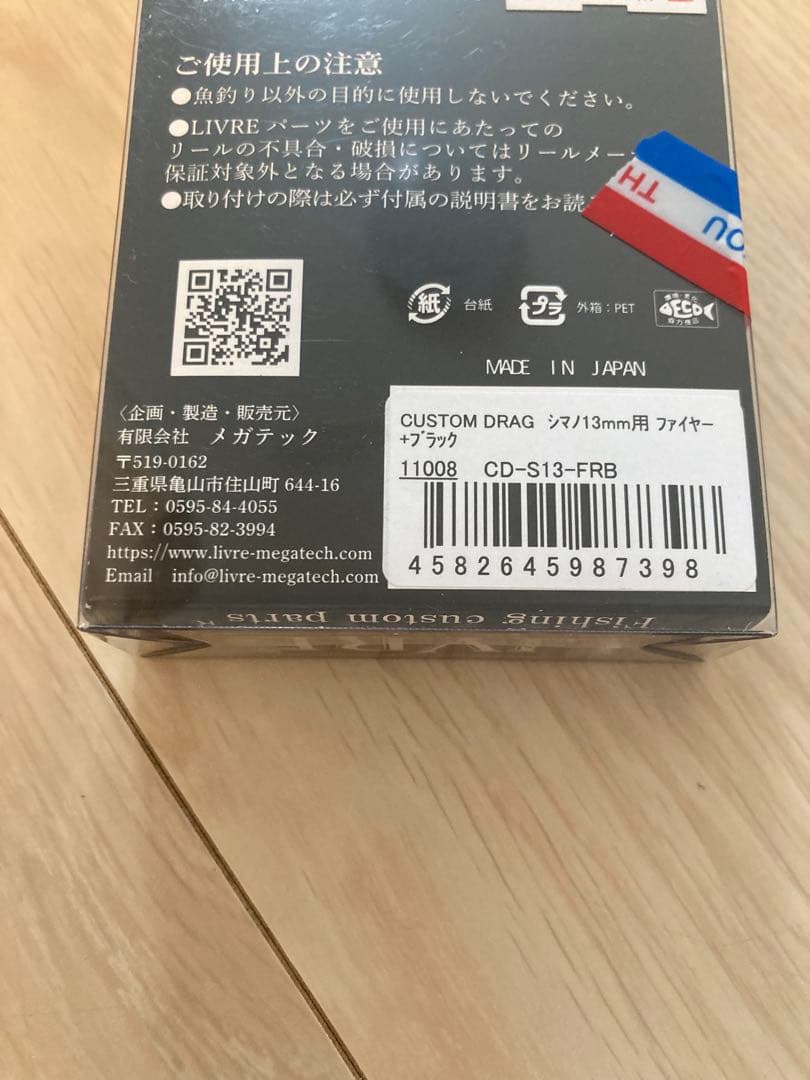 ご使用上の注意
●魚釣り以外の目的に使用しないでください。
●LIVREパーツをご使用にあたっての
リールの不具合・破損についてはリールメー
保証対象外となる場合があります。
●取り付けの際は必ず付属の説明書をお読
TH
OU
紙
台紙
プラ
外箱：PET
MADE IN JAPAN
〈企画・製造・販売元〉
有限会社 メガテック
〒519-0162
三重県亀山市住山町 644-16
TEL：0595-84-4055
FAX：0595-82-3994
https://www.livre-megatech.com
Email info@livre-megatech.com
CUSTOM DRAG シマノ13mm用 ファイヤー
+ブラック
11008 CD-S13-FRB
4582645987398
Fishing custom parts